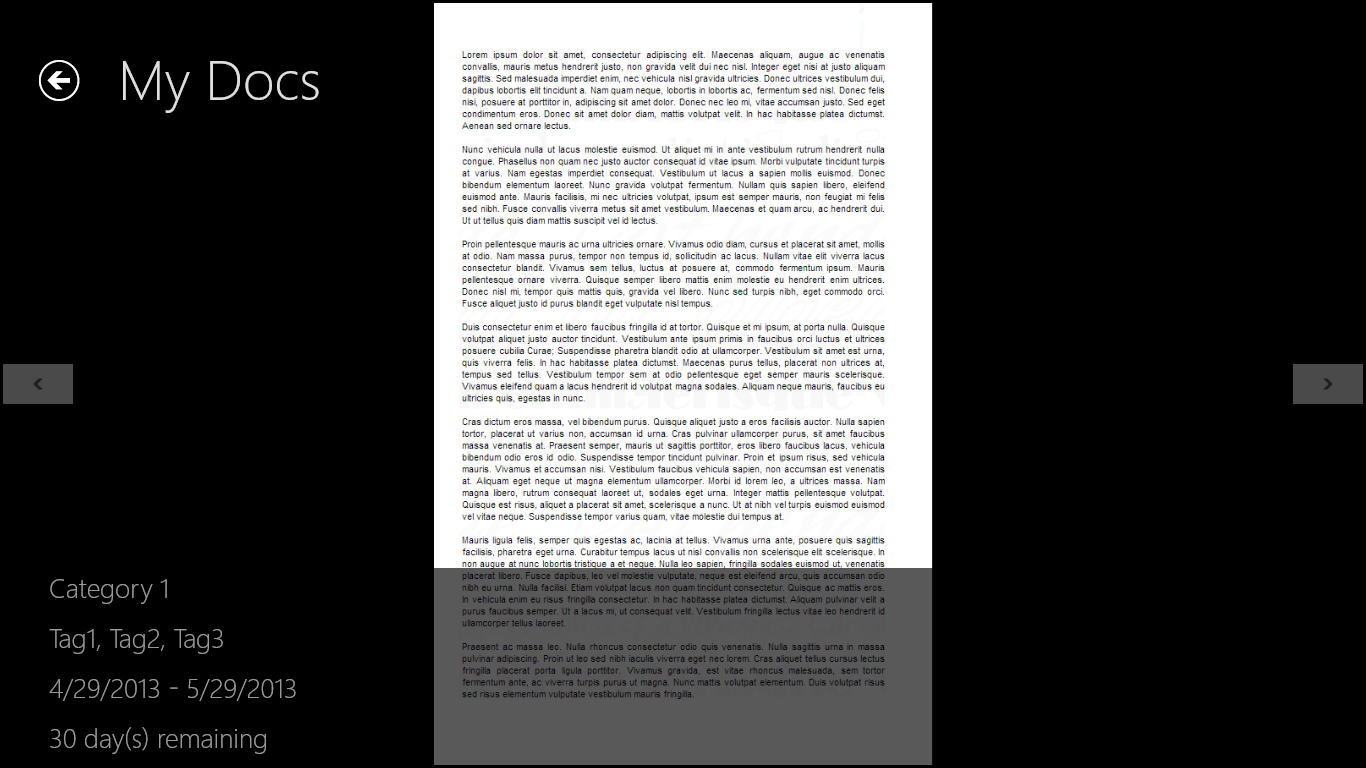 My Docs
Lorem ipsum dolor sit amet, consectetur adipiscing elit. Maecenas aliquam, augue ac venenatis
convallis, mauris metus hendrerit justo, non gravida velit dui nec nisl. Integer eget nisi at justo aliquam
sagittis. Sed malesuada imperdiet enim, nec vehicula nisl gravida ultricies. Donec ultrices vestibulum dui,
dapibus lobortis elit tincidunt a. Nam quam neque, lobortis in lobortis ac, fermentum sed nisl. Donec felis
nisi, posuere at porttitor in, adipiscing sit amet dolor. Donec nec leo mi, vitae accumsan justo. Sed eget
condimentum eros. Donec sit amet dolor diam, mattis volutpat velit. In hac habitasse platea dictumst.
Aenean sed ornare lectus.
Nunc vehicula nulla ut lacus molestie euismod. Ut aliquet mi in ante vestibulum rutrum hendrerit nulla
congue. Phasellus non quam nec justo auctor consequat id vitae ipsum. Morbi vulputate tincidunt turpis
at varius. Nam egestas imperdiet consequat. Vestibulum ut lacus a sapien mollis euismod. Donec
bibendum elementum laoreet. Nunc gravida volutpat fermentum. Nullam quis sapien libero, eleifend
euismod ante. Mauris facilisis, mi nec ultricies volutpat, ipsum est semper mauris, non feugiat mi felis
sed nibh. Fusce convallis viverra metus sit amet vestibulum. Maecenas et quam arcu, ac hendrerit dui.
Ut ut tellus quis diam mattis suscipit vel id lectus.
Proin pellentesque mauris ac urna ultricies ornare. Vivamus odio diam, cursus et placerat sit amet, mollis
at odio. Nam massa purus, tempor non tempus id, sollicitudin ac lacus. Nullam vitae elit viverra lacus
consectetur blandit. Vivamus sem tellus, luctus at posuere at, commodo fermentum ipsum. Mauris
pellentesque ornare viverra. Quisque semper libero mattis enim molestie eu hendrerit enim ultrices.
Donec nisl mi, tempor quis mattis quis, gravida vel libero. Nunc sed turpis nibh, eget commodo orci.
Fusce aliquet justo id purus blandit eget vulputate nisl tempus.
Duis consectetur enim et libero faucibus fringilla id at tortor. Quisque et mi ipsum, at porta nulla. Quisque
volutpat aliquet justo auctor tincidunt. Vestibulum ante ipsum primis in faucibus orci luctus et ultrices
posuere cubilia Curae; Suspendisse pharetra blandit odio at ullamcorper. Vestibulum sit amet est urna,
quis viverra felis. In hac habitasse platea dictumst. Maecenas purus tellus, placerat non ultrices at,
tempus sed tellus. Vestibulum tempor sem at odio pellentesque eget semper mauris scelerisque.
Vivamus eleifend quam a lacus hendrerit id volutpat magna sodales. Aliquam neque mauris, faucibus eu
ultricies quis, egestas in nunc.
Cras dictum eros massa, vel bibendum purus. Quisque aliquet justo a eros facilisis auctor. Nulla sapien
tortor, placerat ut varius non, accumsan id urna. Cras pulvinar ullamcorper purus, sit amet faucibus
massa venenatis at. Praesent semper, mauris ut sagittis porttitor, eros libero faucibus lacus, vehicula
bibendum odio eros id odio. Suspendisse tempor tincidunt pulvinar. Proin et ipsum risus, sed vehicula
mauris. Vivamus et accumsan nisi. Vestibulum faucibus vehicula sapien, non accumsan est venenatis
at. Aliquam eget neque ut magna elementum ullamcorper. Morbi id lorem leo, a ultrices massa. Nam
magna libero, rutrum consequat laoreet ut, sodales eget urna. Integer mattis pellentesque volutpat.
Quisque est risus, aliquet a placerat sit amet, scelerisque a nunc. Ut at nibh vel turpis euismod euismod
vel vitae neque. Suspendisse tempor varius quam, vitae molestie dui tempus at.
Mauris ligula felis, semper quis egestas ac, lacinia at tellus. Vivamus urna ante, posuere quis sagittis
facilisis, pharetra eget urna. Curabitur tempus lacus ut nisl convallis non scelerisque elit scelerisque. In
non augue at nunc lobortis tristique a et neque. Nulla leo sapien, fringilla sodales euismod ut, venenatis
placerat libero. Fusce dapibus, leo vel molestie vulputate, neque est eleifend arcu, quis accumsan odio
nibh eu urna. Nulla facilisi. Etiam volutpat lacus non quam tincidunt consectetur. Quisque ac mattis eros.
In vehicula enim eu risus fringilla consectetur. In hac habitasse platea dictumst. Aliquam pulvinar velit a
purus faucibus semper. Ut a lacus mi, ut consequat velit. Vestibulum fringilla lectus vitae leo hendrerit id
ullamcorper tellus laoreet.
Praesent ac massa leo. Nulla rhoncus consectetur odio quis venenatis. Nulla sagittis urna in massa
pulvinar adipiscing. Proin ut leo sed nibh iaculis viverra eget nec lorem. Cras aliquet tellus cursus lectus
fringilla placerat porta ligula porttitor. Vivamus gravida, est vitae rhoncus malesuada, sem tortor
fermentum ante, ac viverra turpis purus ut magna. Nunc mattis volutpat elementum. Duis volutpat risus
sed risus elementum vulputate vestibulum mauris fringilla.
Category 1
Tag1, Tag2, Tag3
4/29/2013 - 5/29/2013
30 day(s) remaining